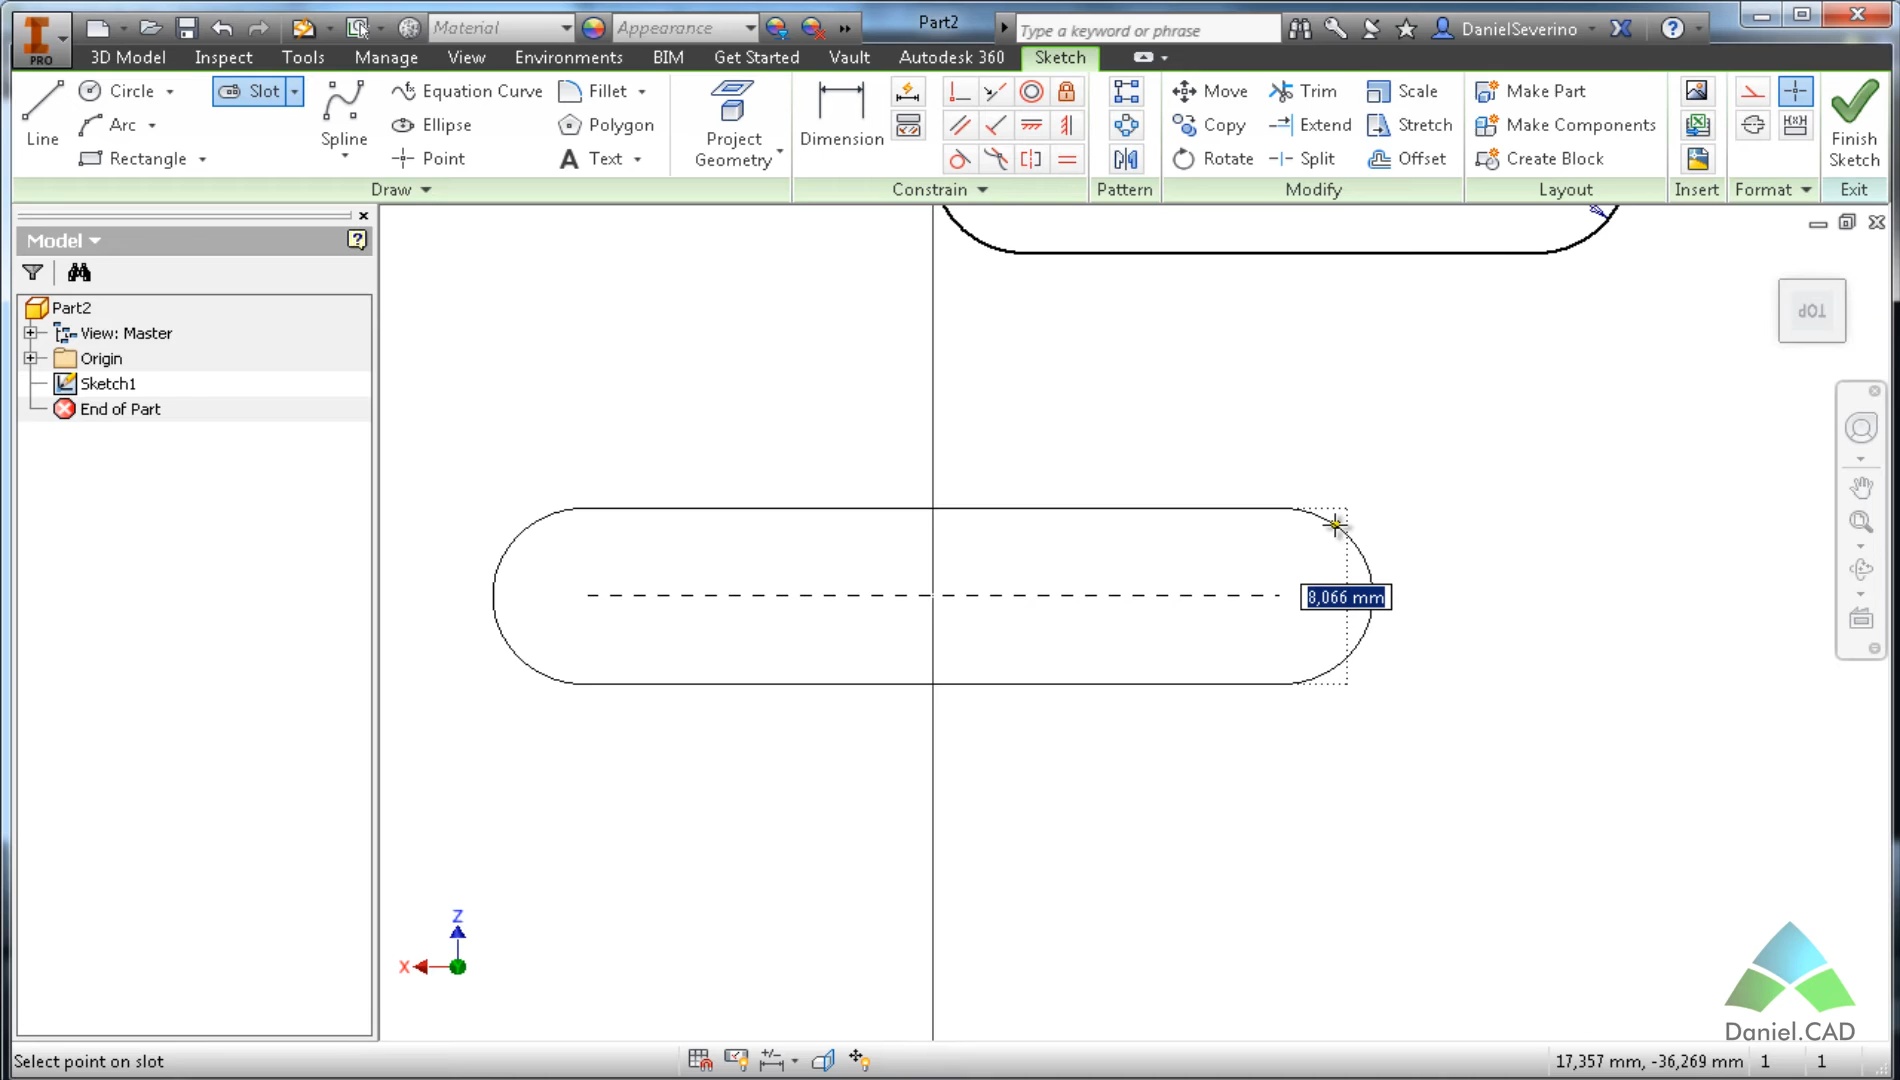 PRO
Material
Appearance
Part2
Type a keyword or phrase
DanielSeverino
3D Model
Inspect
Tools
Manage
View
Environments
BIM
Get Started
Vault
Autodesk 360
Sketch
Line
Circle
Arc
Rectangle
Slot
Spline
Equation Curve
Ellipse
Point
Fillet
Polygon
Text
Project
Geometry
Dimension
Move
Copy
Rotate
Trim
Extend
Split
Scale
Stretch
Offset
Make Part
Make Components
Create Block
Finish
Sketch
Draw
Constrain
Pattern
Modify
Layout
Insert
Format
Exit
Model
Part2
View: Master
Origin
Sketch1
End of Part
TOP
8,066 mm
Z
X
Daniel.CAD
Select point on slot
17,357 mm, -36,269 mm 1 1